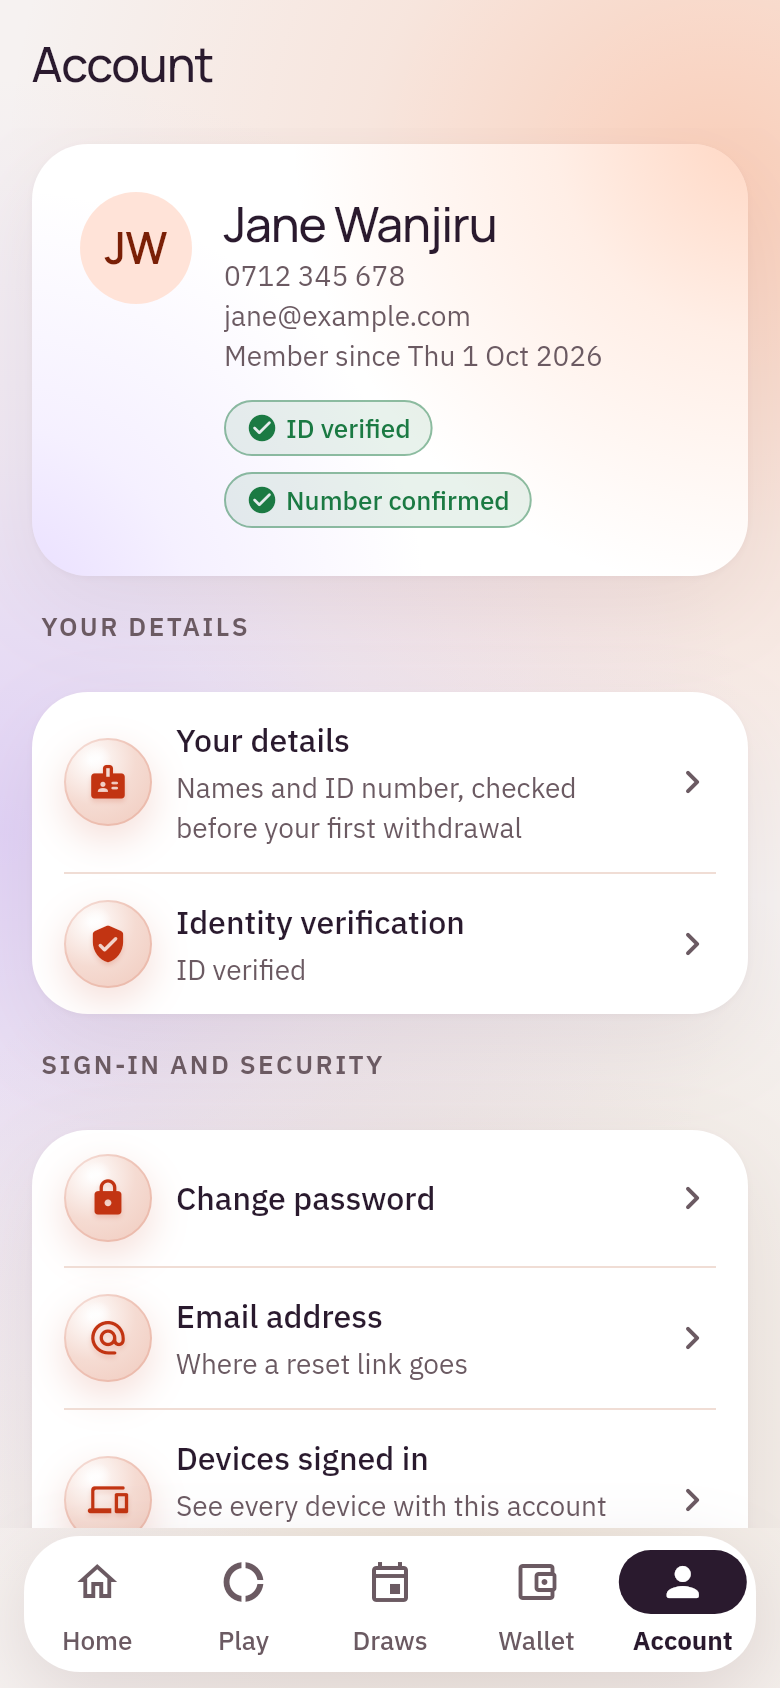 Account
JW
Jane Wanjiru
0712 345 678
jane@example.com
Member since Thu 1 Oct 2026
ID verified
Number confirmed
YOUR DETAILS
Your details
Names and ID number, checked
before your first withdrawal
Identity verification
ID verified
SIGN-IN AND SECURITY
Change password
Email address
Where a reset link goes
Devices signed in
See every device with this account
Home
Play
Draws
Wallet
Account